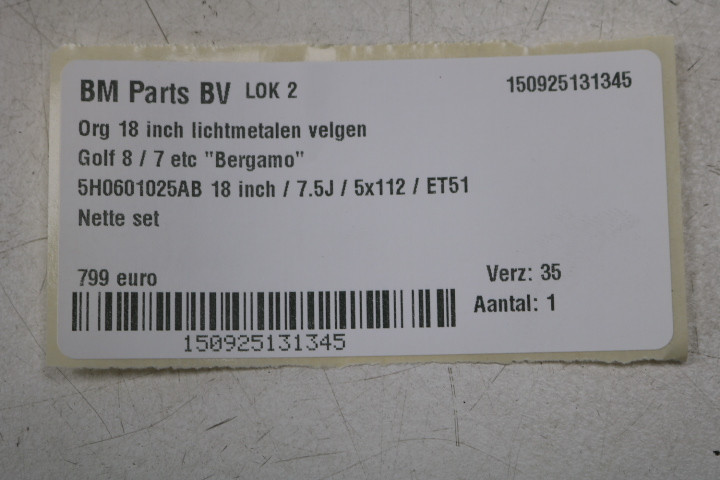 BM Parts BV LOK 2 150925131345
Org 18 inch lichtmetalen velgen
Golf 8 / 7 etc "Bergamo"
5H0601025AB 18 inch / 7.5J / 5x112 / ET51
Nette set
799 euro Verz: 35
Aantal: 1
150925131345